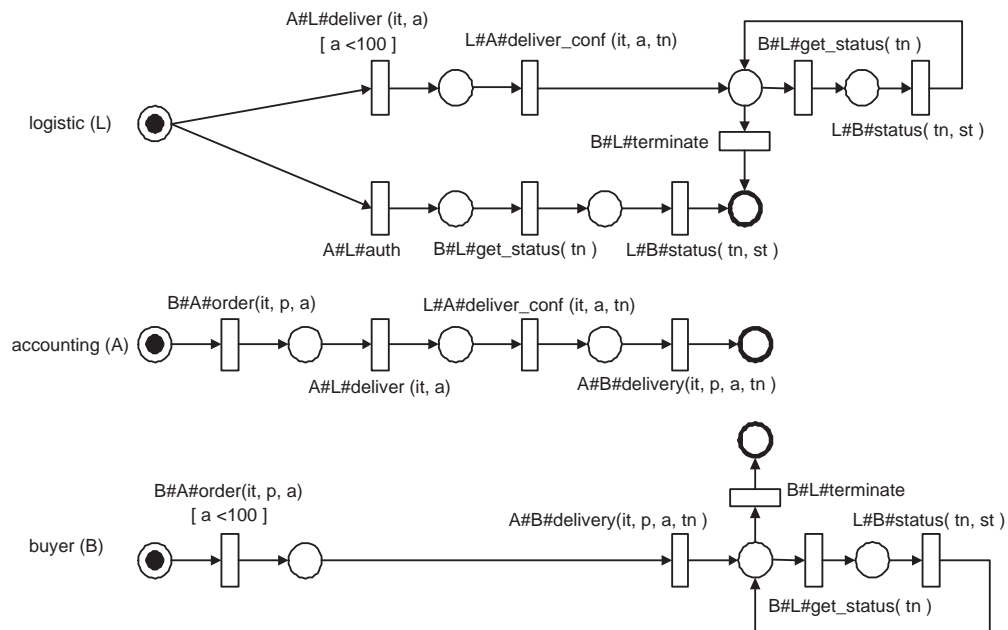 A#L#deliver (it, a)
[ a <100 ]
L#A#deliver_conf (it, a, tn)
B#L#get_status( tn )
logistic (L)
L#B#status( tn, st )
B#L#terminate
A#L#auth
B#L#get_status( tn )
L#B#status( tn, st )
B#A#order(it, p, a)
L#A#deliver_conf (it, a, tn)
accounting (A)
A#L#deliver (it, a)
A#B#delivery(it, p, a, tn )
B#A#order(it, p, a)
[ a <100 ]
B#L#terminate
A#B#delivery(it, p, a, tn )
L#B#status( tn, st )
buyer (B)
B#L#get_status( tn )